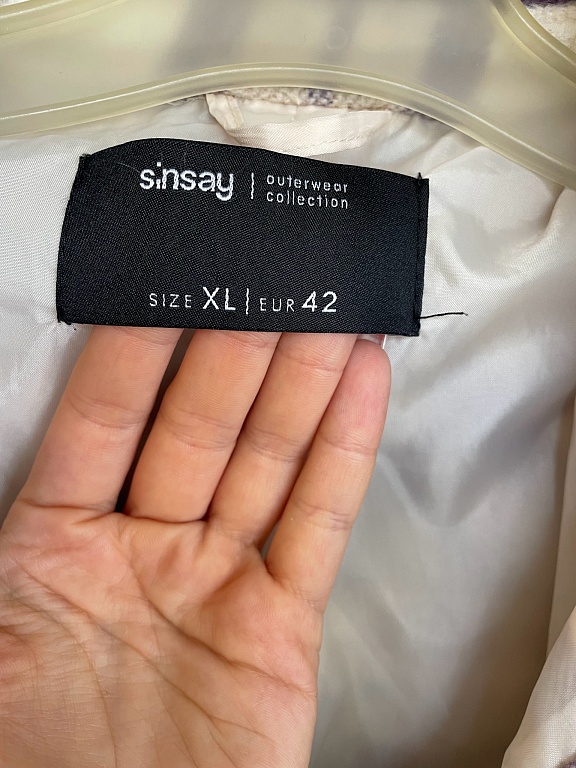 sinsay | outerwear
collection
SIZE XL | EUR 42